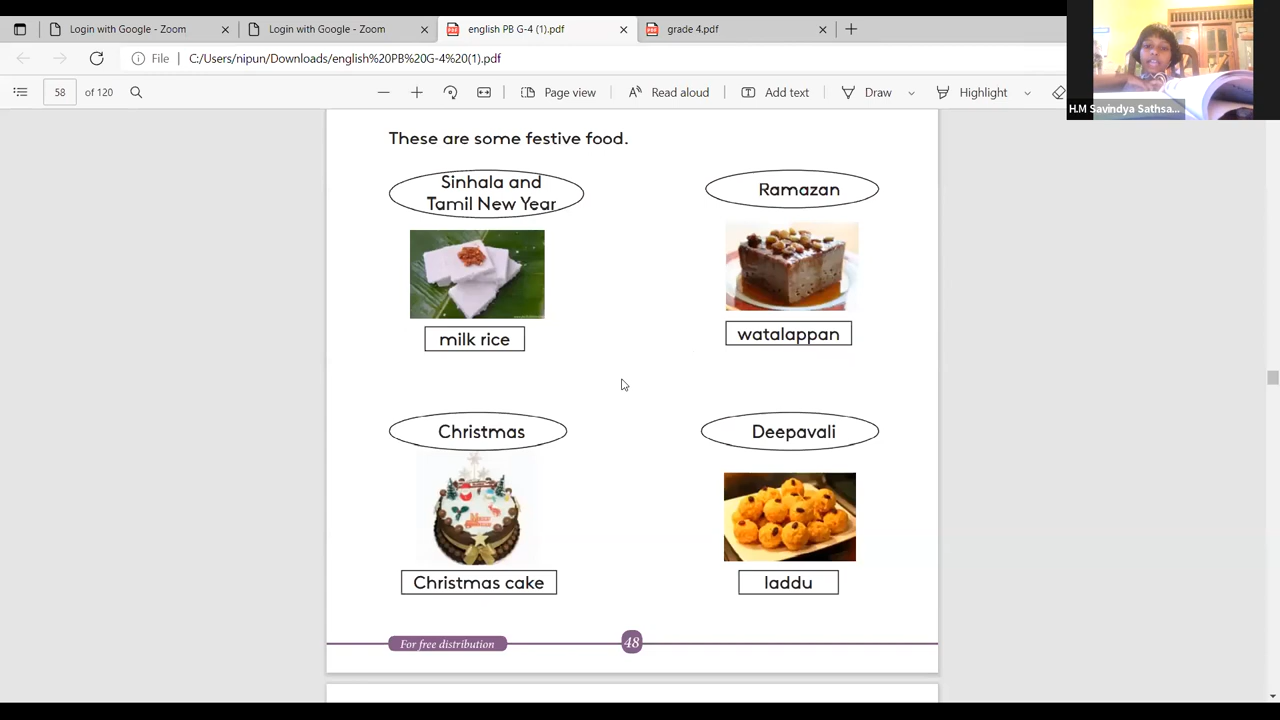 Login with Google - Zoom
Login with Google - Zoom
english PB G-4 (1).pdf
grade 4.pdf
File
C:/Users/nipun/Downloads/english%20PB%20G-4%20(1).pdf
58 of 120
Page view
Read aloud
Add text
Draw
Highlight
H.M Savindya Sathsa...
These are some festive food.
Sinhala and
Tamil New Year
Ramazan
milk rice
watalappan
Christmas
Deepavali
Christmas cake
laddu
For free distribution
48